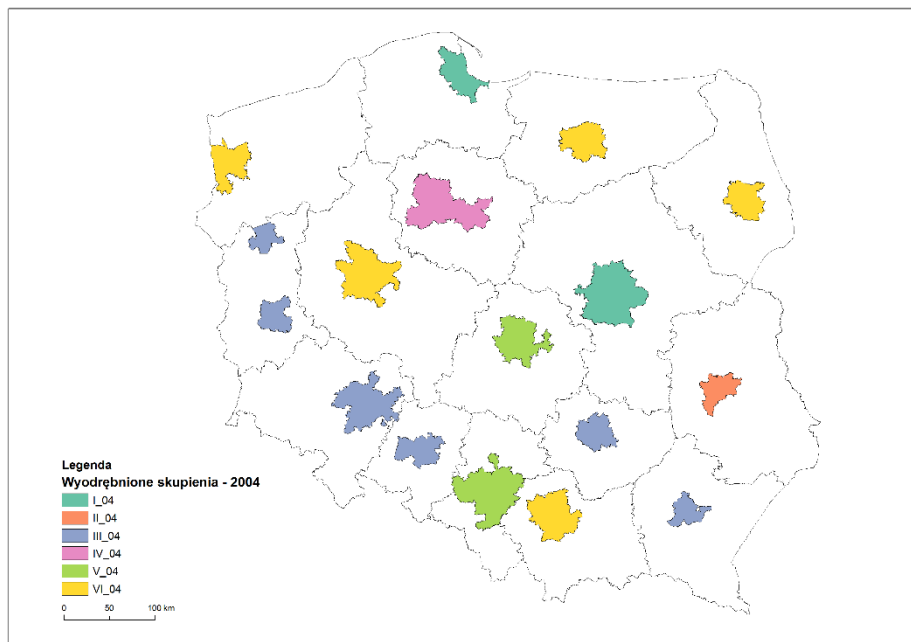 Legenda
Wyodrębnione skupienia - 2004
I_04
II_04
III_04
IV_04
V_04
VI_04
0 50 100 km